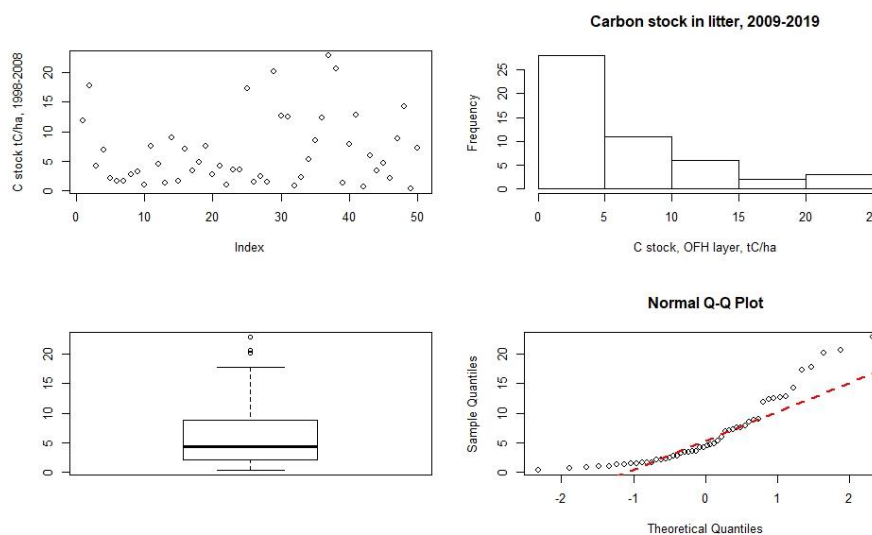 C stock tC/ha, 1998-2008
20
15
10
5
0
0 10 20 30 40 50
Index
Carbon stock in litter, 2009-2019
Frequency
25
20
15
10
5
0
0 5 10 15 20 25
C stock, OFH layer, tC/ha
20
15
10
5
0
Normal Q-Q Plot
Sample Quantiles
20
15
10
5
0
-2 -1 0 1 2
Theoretical Quantiles